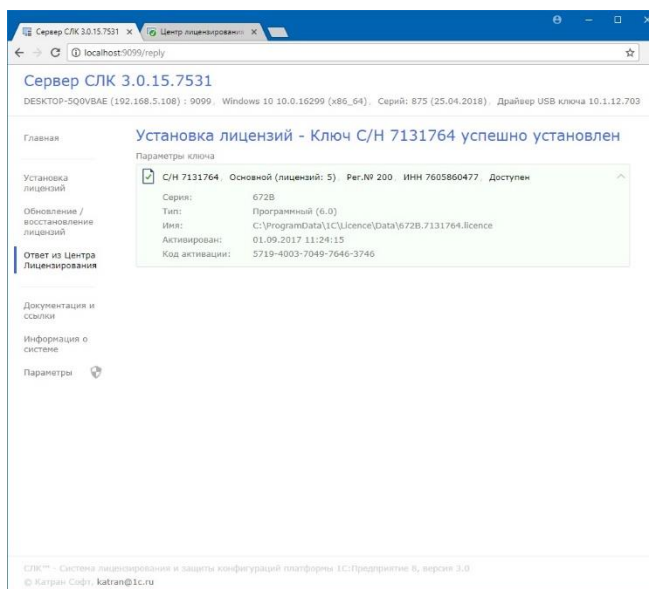 Сервер СЛК 3.0.15.7531
Центр лицензирования
localhost:9099/reply
Сервер СЛК 3.0.15.7531
DESKTOP-5Q0VBAE (192.168.5.108) : 9099, Windows 10 10.0.16299 (x86_64), Серий: 875 (25.04.2018), Драйвер USB ключа 10.1.12.703
Главная
Установка
лицензий
Обновление /
восстановление
лицензий
Ответ из Центра
Лицензирования
Документация и
ссылки
Информация о
системе
Параметры
Установка лицензий - Ключ С/Н 7131764 успешно установлен
Параметры ключа
С/Н 7131764, Основной (лицензий: 5), Рег.№ 200, ИНН 7605860477, Доступен
Серия: 672B
Тип: Программный (6.0)
Имя: C:\ProgramData\1C\Licence\Data\672B.7131764.licence
Активирован: 01.09.2017 11:24:15
Код активации: 5719-4003-7049-7646-3746
СЛК™ - Система лицензирования и защиты конфигураций платформы 1С:Предприятие 8, версия 3.0
© Катран Софт, katran@1c.ru